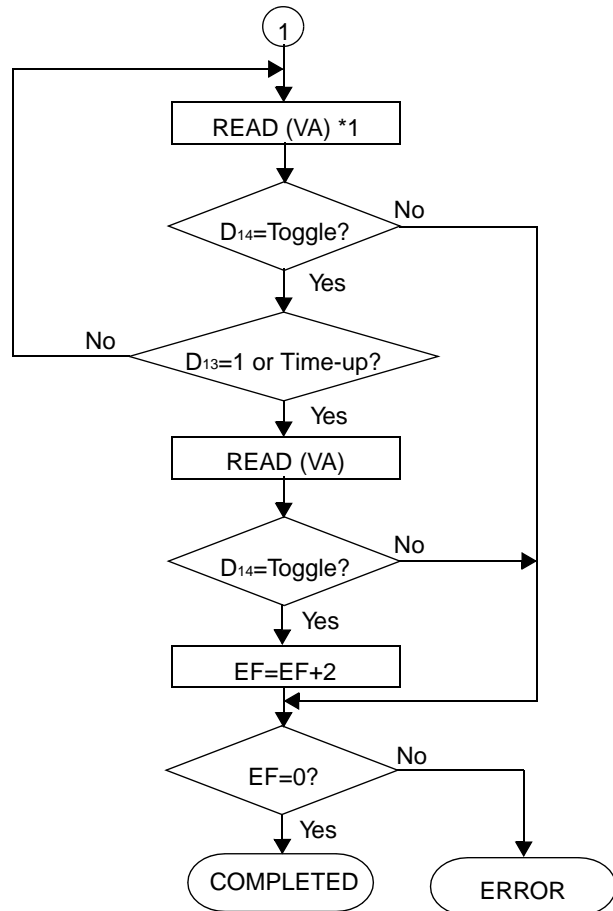 1
READ (VA) *1
D14=Toggle?
No
Yes
No
D13=1 or Time-up?
Yes
READ (VA)
D14=Toggle?
No
Yes
EF=EF+2
EF=0?
No
Yes
COMPLETED
ERROR